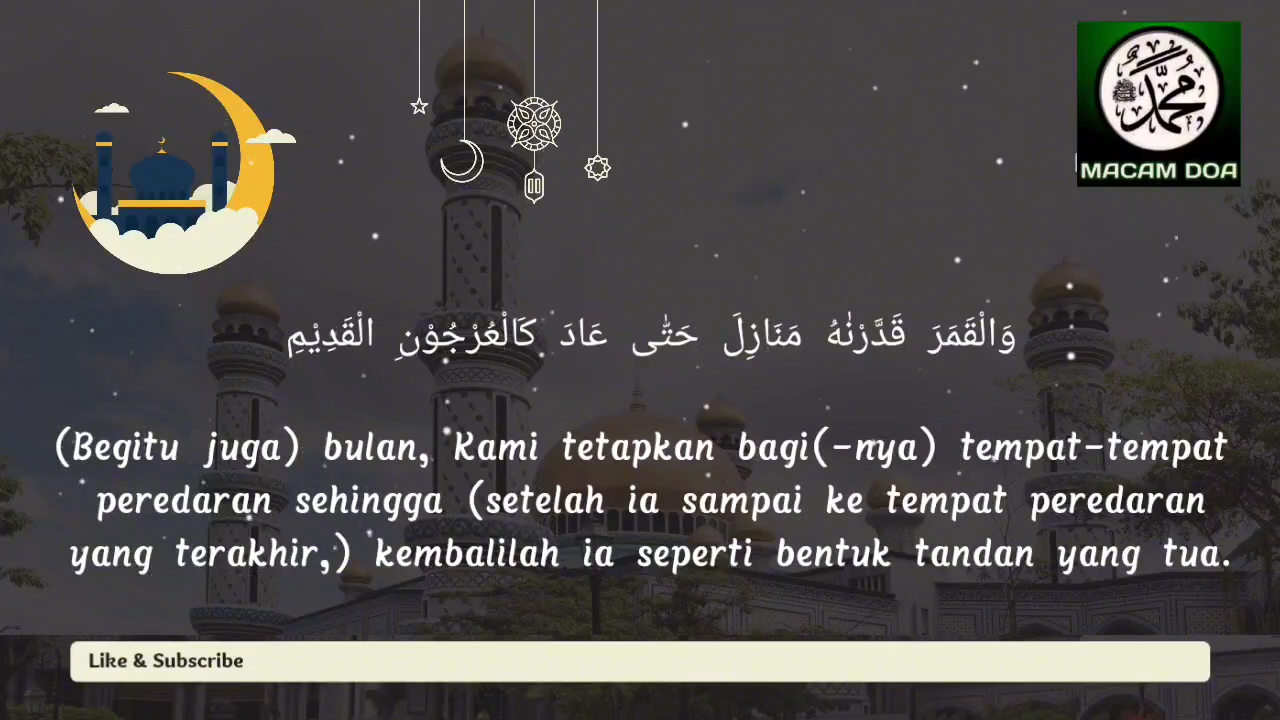 محمد
MACAM DOA
وَالْقَمَرَ قَدَّرْنٰهُ مَنَازِلَ حَتّٰى عَادَ كَالْعُرْجُوْنِ الْقَدِيْمِ
(Begitu juga) bulan, Kami tetapkan bagi(-nya) tempat-tempat
peredaran sehingga (setelah ia sampai ke tempat peredaran
yang terakhir,) kembalilah ia seperti bentuk tandan yang tua.
Like & Subscribe